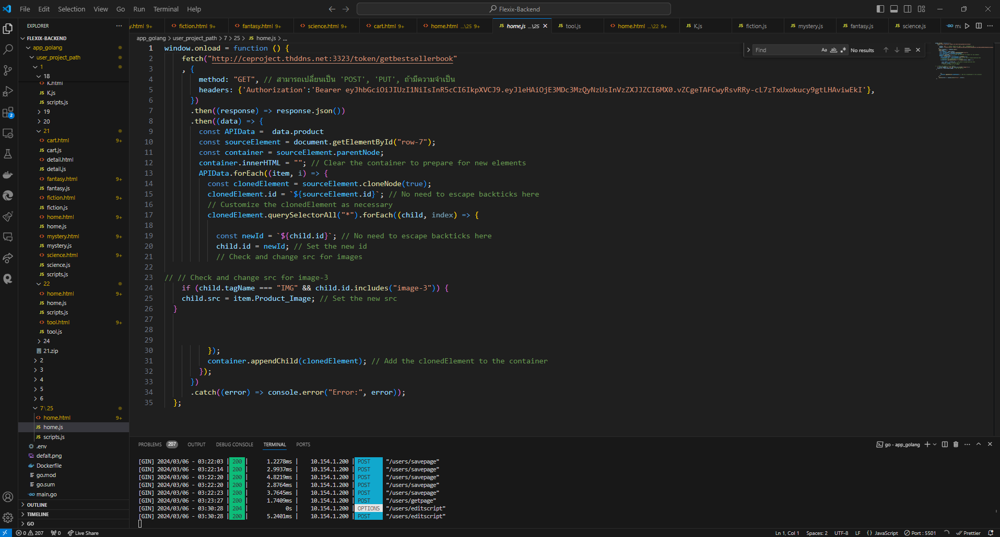 File Edit Selection View Go Run Terminal Help
Flexix-Backend
EXPLORER
y.html 9+ fiction.html 9+ fantasy.html 9+ science.html 9+ cart.html 9+ home.html ...\25 9+ home.js ...\25 tool.js home.html ...\22 9+ K.js fiction.js mystery.js fantasy.js science.js
FLEXIX-BACKEND
app_golang
user_project_path
1
18
K.html
K.js
scripts.js
19
20
21
cart.html 9+
cart.js
detail.html
detail.js
fantasy.html 9+
fantasy.js
fiction.html 9+
fiction.js
home.html 9+
home.js
mystery.html 9+
mystery.js
science.html 9+
science.js
scripts.js
22
home.html 9+
home.js
scripts.js
tool.html 9+
tool.js
24
21.zip
2
3
4
5
6
7\25
home.html 9+
home.js
scripts.js
.env
defalt.png
Dockerfile
go.mod
go.sum
main.go
OUTLINE
TIMELINE
GO
app_golang > user_project_path > 7 > 25 > JS home.js > ...
Find Aa ab No results
1 window.onload = function () {
2 fetch("http://ceproject.thddns.net:3323/token/getbestsellerbook"
3 , {
4 method: "GET", // สามารถเปลี่ยนเป็น 'POST', 'PUT', ถ้ามีความจำเป็น
5 headers: {'Authorization':'Bearer eyJhbGciOiJIUzI1NiIsInR5cCI6IkpXVCJ9.eyJleHAiOjE3MDc3MzQyNzUsInVzZXJJZCI6MX0.vZCgeTAFCwyRsvRRy-cL7zTxUxokucy9gtLHAviwEkI'},
6 })
7 .then((response) => response.json())
8 .then((data) => {
9 const APIData =  data.product
10 const sourceElement = document.getElementById("row-7");
11 const container = sourceElement.parentNode;
12 container.innerHTML = ""; // Clear the container to prepare for new elements
13 APIData.forEach((item, i) => {
14 const clonedElement = sourceElement.cloneNode(true);
15 clonedElement.id = `${sourceElement.id}`; // No need to escape backticks here
16 // Customize the clonedElement as necessary
17 clonedElement.querySelectorAll("*").forEach((child, index) => {
18
19 const newId = `${child.id}`; // No need to escape backticks here
20 child.id = newId; // Set the new id
21 // Check and change src for images
22
23 // // Check and change src for image-3
24 if (child.tagName === "IMG" && child.id.includes("image-3")) {
25 child.src = item.Product_Image; // Set the new src
26 }
27
28
29
30 });
31 container.appendChild(clonedElement); // Add the clonedElement to the container
32 });
33 })
34 .catch((error) => console.error("Error:", error));
35 };
PROBLEMS 207 OUTPUT DEBUG CONSOLE TERMINAL PORTS
go - app_golang
[GIN] 2024/03/06 - 03:22:03 | 200 | 1.2278ms | 10.154.1.200 | POST "/users/savepage"
[GIN] 2024/03/06 - 03:22:14 | 200 | 2.9937ms | 10.154.1.200 | POST "/users/savepage"
[GIN] 2024/03/06 - 03:22:20 | 200 | 4.8219ms | 10.154.1.200 | POST "/users/savepage"
[GIN] 2024/03/06 - 03:22:20 | 200 | 2.8764ms | 10.154.1.200 | POST "/users/savepage"
[GIN] 2024/03/06 - 03:22:23 | 200 | 3.7645ms | 10.154.1.200 | POST "/users/savepage"
[GIN] 2024/03/06 - 03:23:27 | 200 | 1.7409ms | 10.154.1.200 | POST "/users/getpage"
[GIN] 2024/03/06 - 03:30:28 | 204 | 0s | 10.154.1.200 | OPTIONS "/users/editscript"
[GIN] 2024/03/06 - 03:30:28 | 200 | 5.2401ms | 10.154.1.200 | POST "/users/editscript"
0 207 0 Live Share
Ln 1, Col 1 Spaces: 2 UTF-8 LF {} JavaScript Port : 5501 Prettier